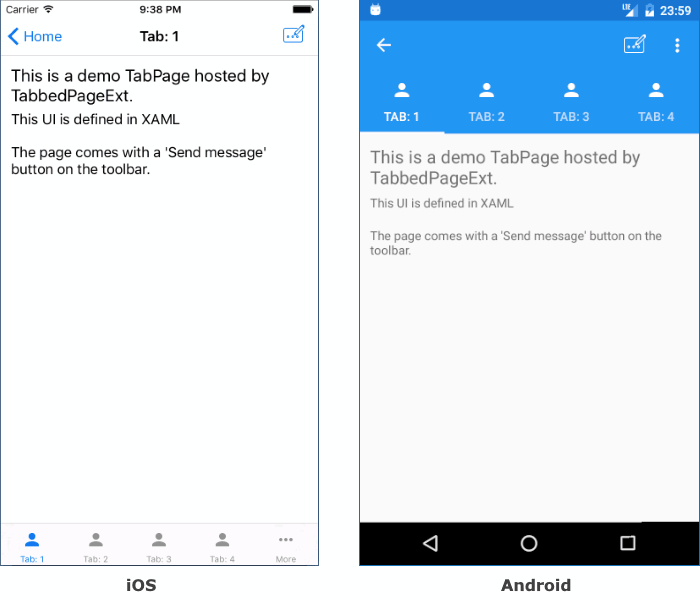 Carrier 9:38 PM
Home Tab: 1
This is a demo TabPage hosted by
TabbedPageExt.
This UI is defined in XAML
The page comes with a 'Send message'
button on the toolbar.
Tab: 1 Tab: 2 Tab: 3 Tab: 4 More
iOS
LTE 23:59
TAB: 1 TAB: 2 TAB: 3 TAB: 4
This is a demo TabPage hosted by
TabbedPageExt.
This UI is defined in XAML
The page comes with a 'Send message' button on the
toolbar.
Android